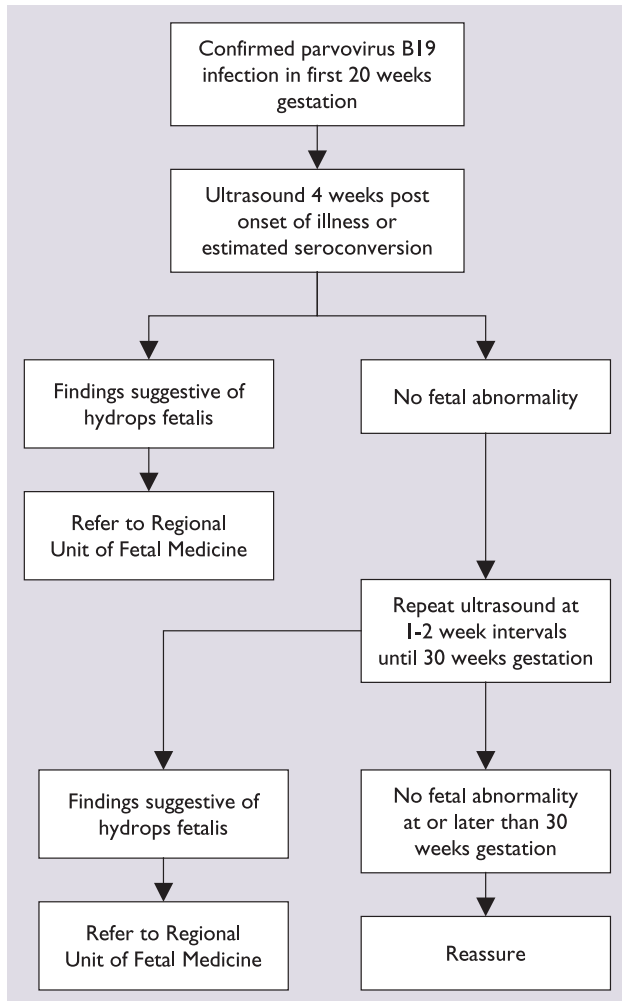 Confirmed parvovirus B19
infection in first 20 weeks
gestation
Ultrasound 4 weeks post
onset of illness or
estimated seroconversion
Findings suggestive of
hydrops fetalis
No fetal abnormality
Refer to Regional
Unit of Fetal Medicine
Repeat ultrasound at
1-2 week intervals
until 30 weeks gestation
Findings suggestive of
hydrops fetalis
No fetal abnormality
at or later than 30
weeks gestation
Refer to Regional
Unit of Fetal Medicine
Reassure